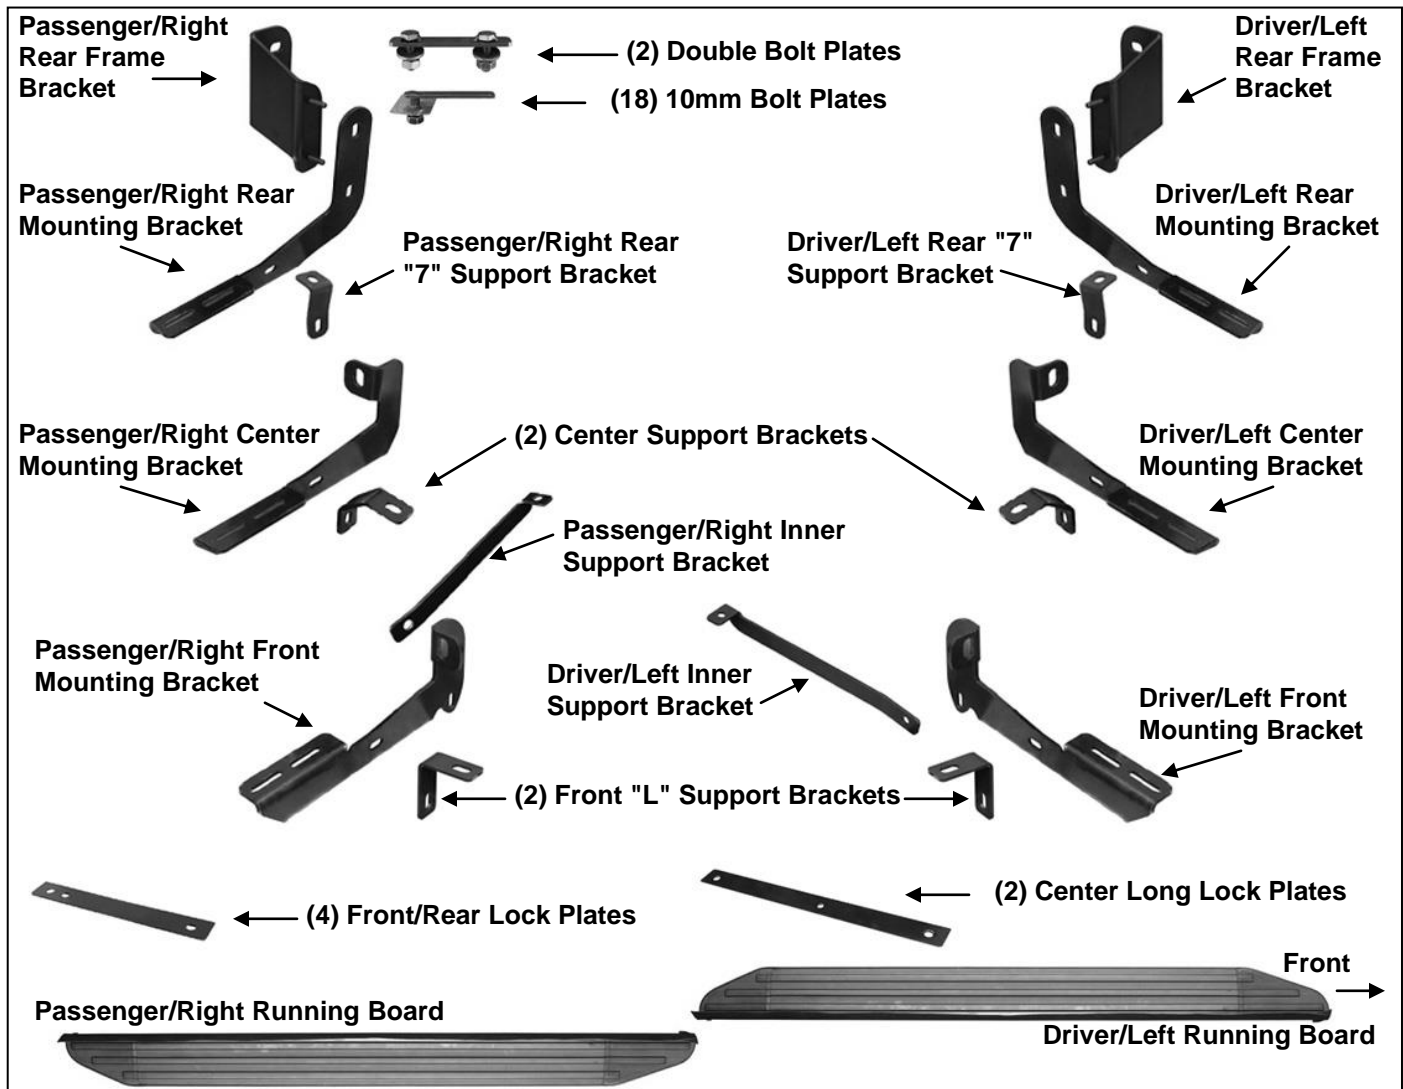 Passenger/Right
Rear Frame
Bracket
(2) Double Bolt Plates
(18) 10mm Bolt Plates
Driver/Left
Rear Frame
Bracket
Passenger/Right Rear
Mounting Bracket
Passenger/Right Rear
"7" Support Bracket
Driver/Left Rear "7"
Support Bracket
Driver/Left Rear
Mounting Bracket
Passenger/Right Center
Mounting Bracket
(2) Center Support Brackets
Driver/Left Center
Mounting Bracket
Passenger/Right Inner
Support Bracket
Passenger/Right Front
Mounting Bracket
Driver/Left Inner
Support Bracket
Driver/Left Front
Mounting Bracket
(2) Front "L" Support Brackets
(4) Front/Rear Lock Plates
(2) Center Long Lock Plates
Front
Passenger/Right Running Board
Driver/Left Running Board